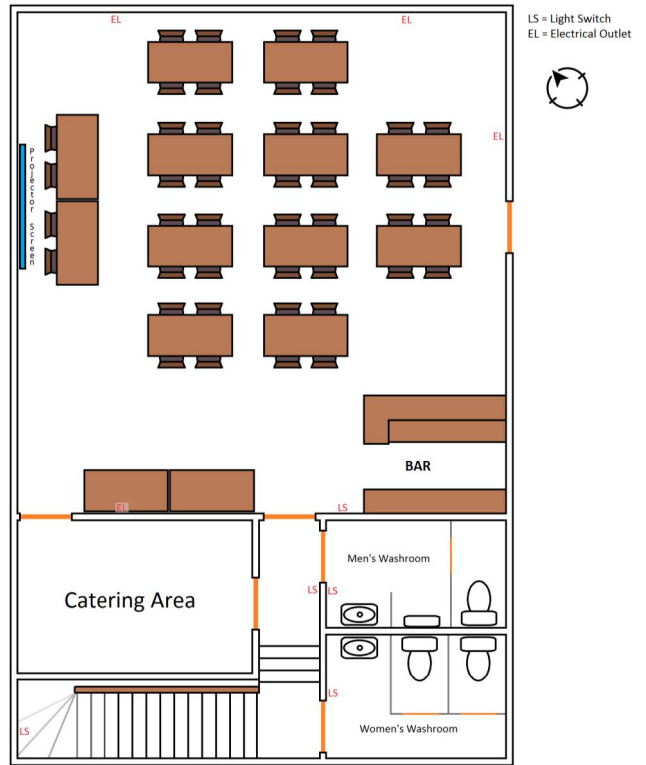 EL
EL
LS = Light Switch
EL = Electrical Outlet
EL
Projector Screen
BAR
EL
LS
Men's Washroom
Catering Area
LS
LS
LS
Women's Washroom
LS